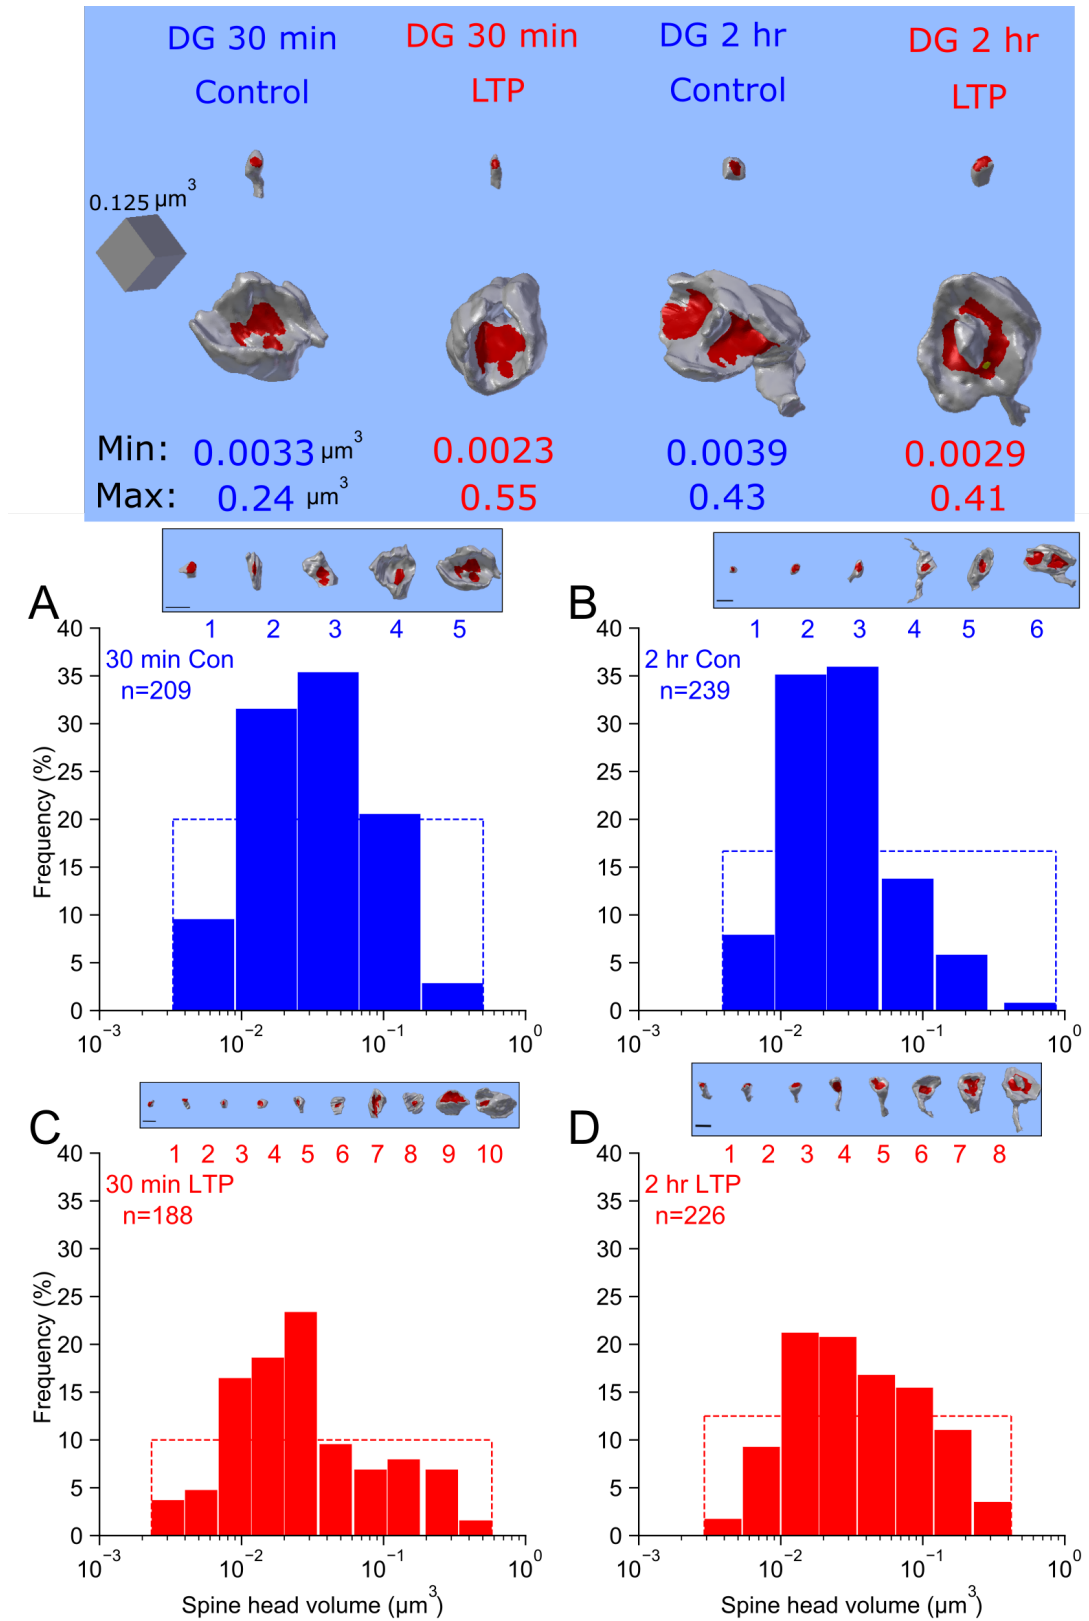 DG 30 min DG 30 min DG 2 hr DG 2 hr
Control LTP Control LTP
0.125 µm³
Min: 0.0033 µm³ 0.0023 0.0039 0.0029
Max: 0.24 µm³ 0.55 0.43 0.41
A
1 2 3 4 5
30 min Con
n=209
Frequency (%)
40
35
30
25
20
15
10
5
0
10⁻³ 10⁻² 10⁻¹ 10⁰
B
1 2 3 4 5 6
2 hr Con
n=239
40
35
30
25
20
15
10
5
0
10⁻³ 10⁻² 10⁻¹ 10⁰
C
1 2 3 4 5 6 7 8 9 10
30 min LTP
n=188
Frequency (%)
40
35
30
25
20
15
10
5
0
10⁻³ 10⁻² 10⁻¹ 10⁰
Spine head volume (µm³)
D
1 2 3 4 5 6 7 8
2 hr LTP
n=226
40
35
30
25
20
15
10
5
0
10⁻³ 10⁻² 10⁻¹ 10⁰
Spine head volume (µm³)